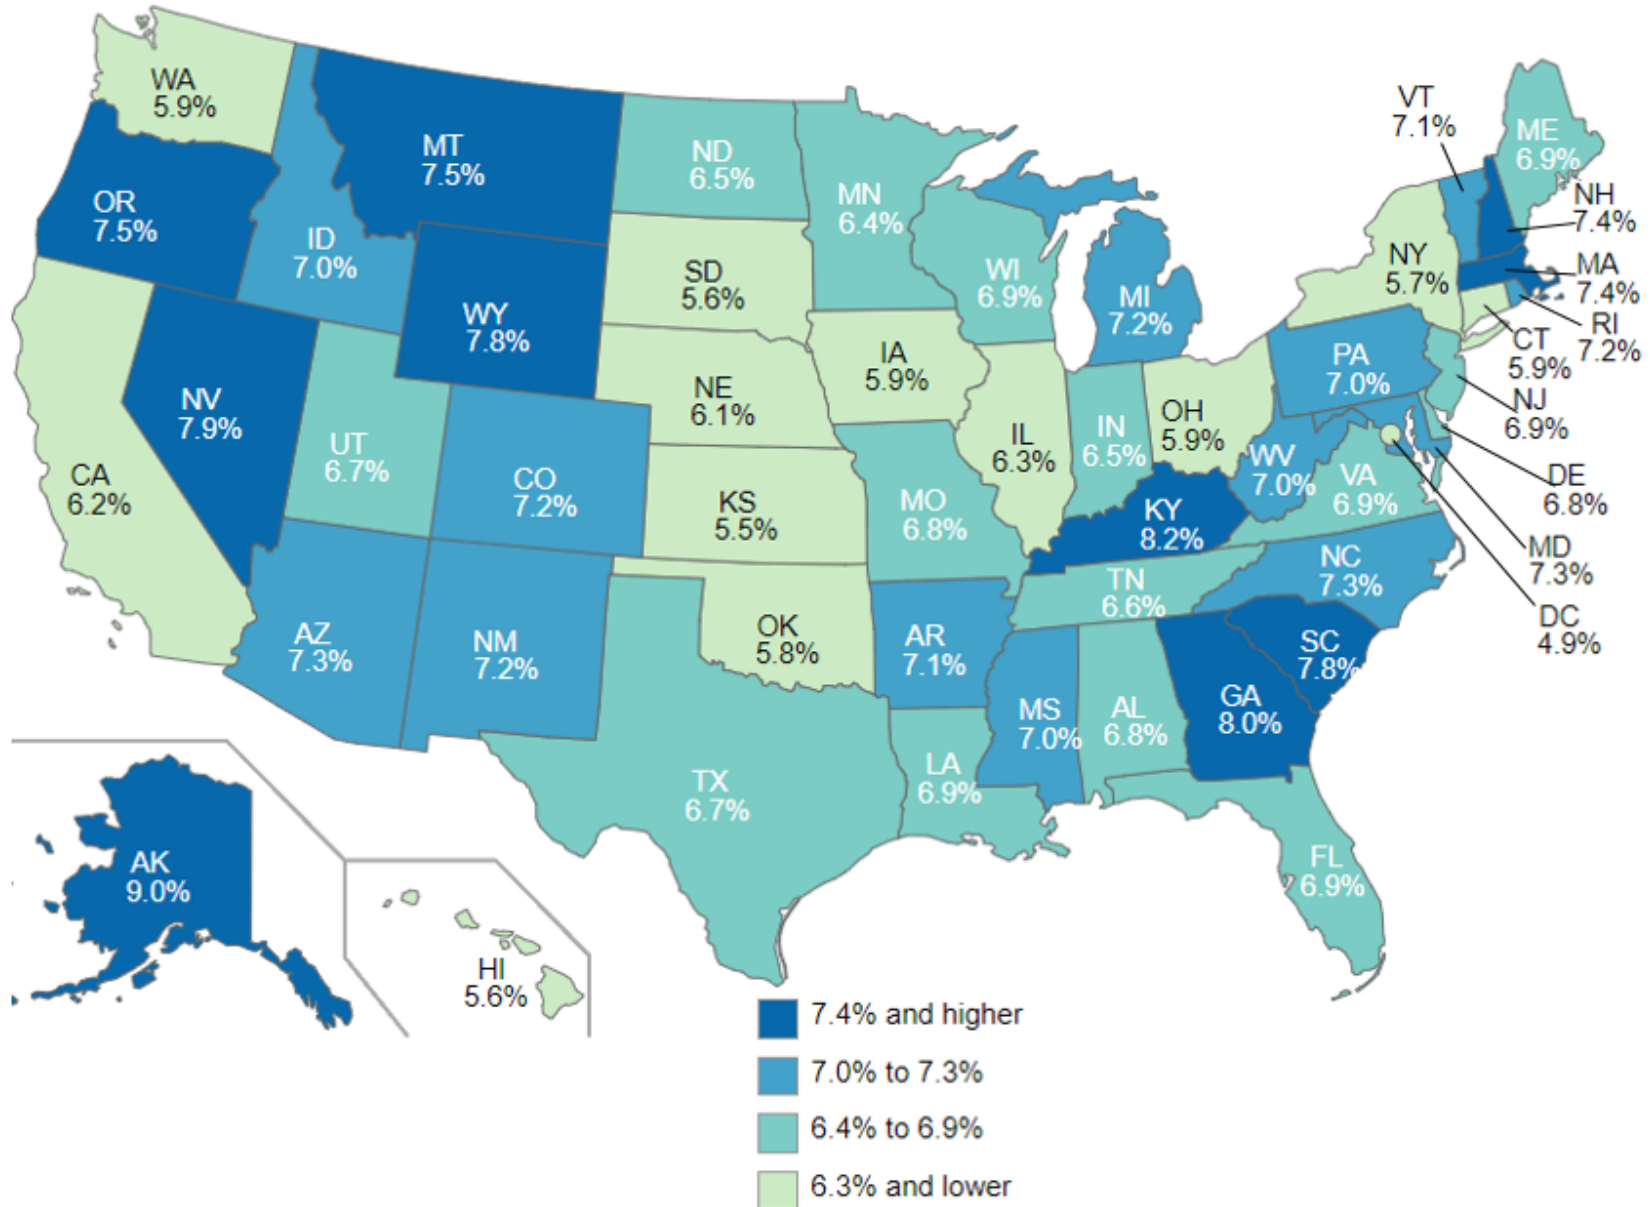 WA
5.9%
MT
7.5%
ND
6.5%
MN
6.4%
VT
7.1%
ME
6.9%
NH
7.4%
OR
7.5%
ID
7.0%
SD
5.6%
WI
6.9%
MI
7.2%
NY
5.7%
MA
7.4%
RI
7.2%
WY
7.8%
IA
5.9%
PA
7.0%
CT
5.9%
NJ
6.9%
NV
7.9%
NE
6.1%
UT
6.7%
CO
7.2%
IL
6.3%
IN
6.5%
OH
5.9%
WV
7.0%
VA
6.9%
DE
6.8%
CA
6.2%
KS
5.5%
MO
6.8%
KY
8.2%
MD
7.3%
NC
7.3%
TN
6.6%
DC
4.9%
AZ
7.3%
NM
7.2%
OK
5.8%
AR
7.1%
SC
7.8%
MS
7.0%
AL
6.8%
GA
8.0%
TX
6.7%
LA
6.9%
FL
6.9%
AK
9.0%
HI
5.6%
7.4% and higher
7.0% to 7.3%
6.4% to 6.9%
6.3% and lower